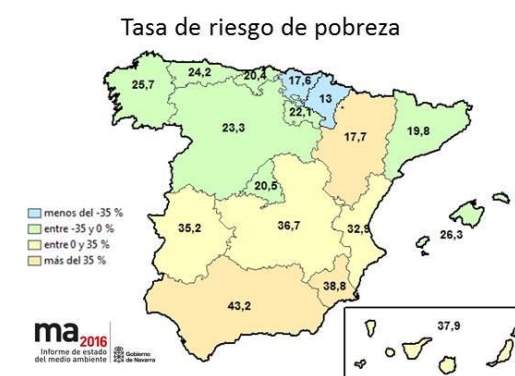 Tasa de riesgo de pobreza
25,7
24,2
20,4
17,6
13
22,1
23,3
17,7
19,8
20,5
35,2
36,7
32,9
26,3
43,2
38,8
37,9
menos del -35 %
entre -35 y 0 %
entre 0 y 35 %
más del 35 %
ma2016
Informe de estado
del medio ambiente
Gobierno
de Navarra